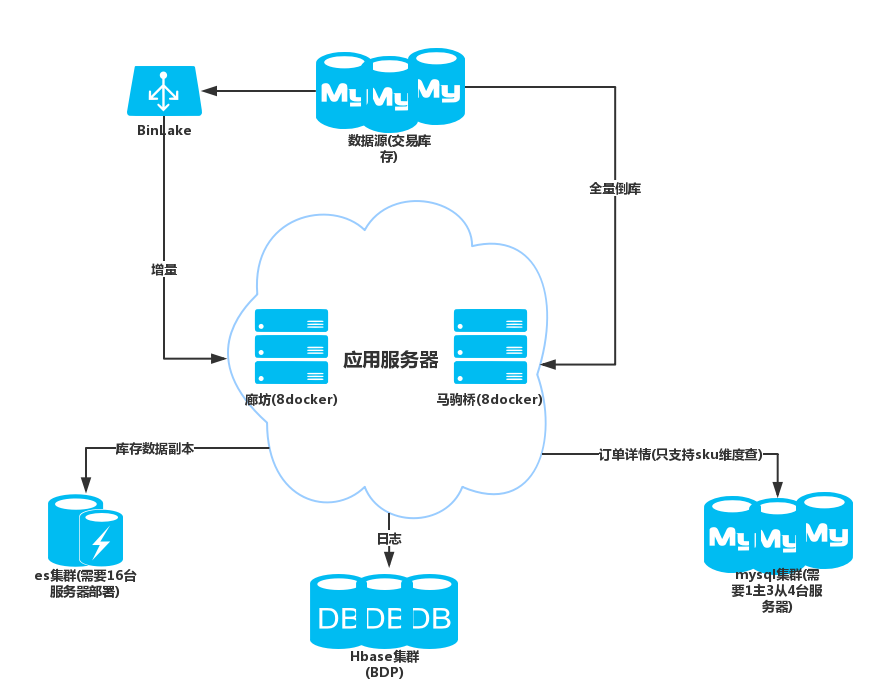 My My My
BinLake
数据源(交易库
存)
全量倒库
增量
应用服务器
廊坊(8docker)
马驹桥(8docker)
库存数据副本
订单详情(只支持sku维度查)
My My My
日志
es集群(需要16台
服务器部署)
mysql集群(需
要1主3从4台服
务器)
DB DB DB
Hbase集群
(BDP)